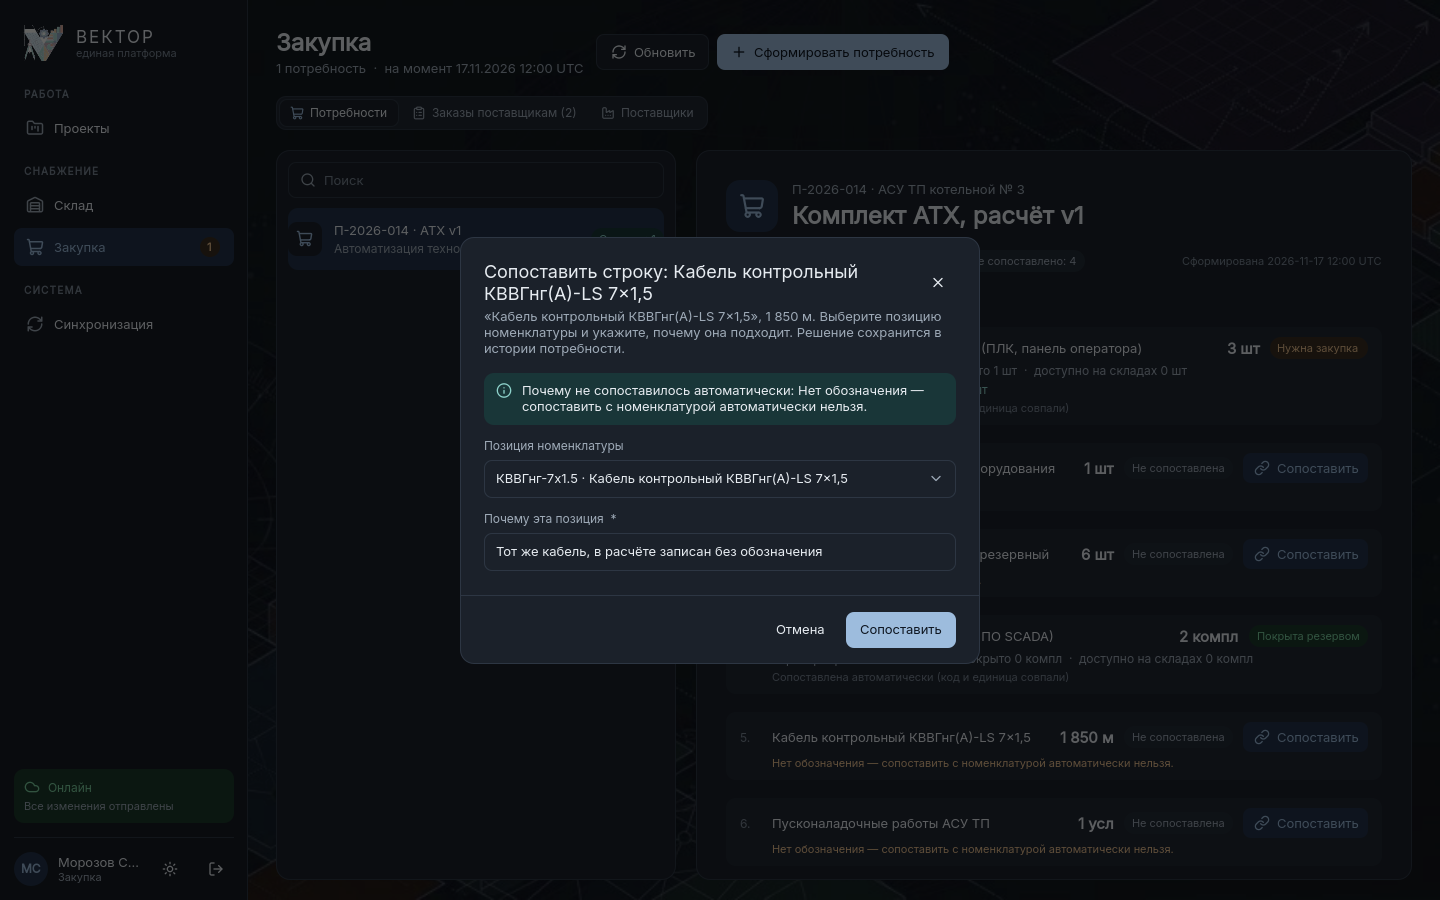 ВЕКТОР
единая платформа
РАБОТА
Проекты
СНАБЖЕНИЕ
Склад
Закупка 1
СИСТЕМА
Синхронизация
Онлайн
Все изменения отправлены
МС
Морозов С...
Закупка
Закупка
1 потребность · на момент 17.11.2026 12:00 UTC
Обновить
Сформировать потребность
Потребности
Заказы поставщикам (2)
Поставщики
Поиск
П-2026-014 · АТХ v1
Автоматизация техно
П-2026-014 · АСУ ТП котельной № 3
Комплект АТХ, расчёт v1
е сопоставлено: 4
Сформирована 2026-11-17 12:00 UTC
(ПЛК, панель оператора) 3 шт Нужна закупка
то 1 шт · доступно на складах 0 шт
шт
единица совпали)
орудования 1 шт Не сопоставлена Сопоставить
резервный 6 шт Не сопоставлена Сопоставить
ПО SCADA) 2 компл Покрыта резервом
крыто 0 компл · доступно на складах 0 компл
Сопоставлена автоматически (код и единица совпали)
5. Кабель контрольный КВВГнг(А)-LS 7×1,5 1 850 м Не сопоставлена Сопоставить
Нет обозначения — сопоставить с номенклатурой автоматически нельзя.
6. Пусконаладочные работы АСУ ТП 1 усл Не сопоставлена Сопоставить
Нет обозначения — сопоставить с номенклатурой автоматически нельзя.
Сопоставить строку: Кабель контрольный
КВВГнг(А)-LS 7×1,5
«Кабель контрольный КВВГнг(А)-LS 7×1,5», 1 850 м. Выберите позицию
номенклатуры и укажите, почему она подходит. Решение сохранится в
истории потребности.
Почему не сопоставилось автоматически: Нет обозначения —
сопоставить с номенклатурой автоматически нельзя.
Позиция номенклатуры
КВВГнг-7х1.5 · Кабель контрольный КВВГнг(А)-LS 7×1,5
Почему эта позиция *
Тот же кабель, в расчёте записан без обозначения
Отмена
Сопоставить